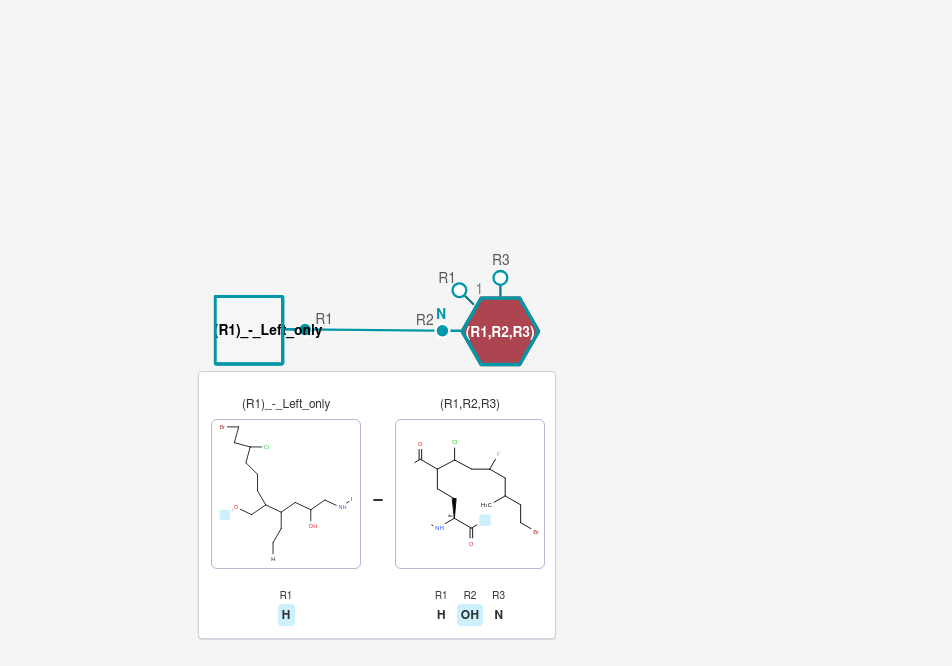 R3
R1
1
N
R1
R2
(R1)_-_Left_only
(R1,R2,R3)
(R1)_-_Left_only
(R1,R2,R3)
Br
Cl
O
NH
I
OH
H
–
O
Cl
F
H₃C
NH
O
Br
R1
H
R1 R2 R3
H OH N